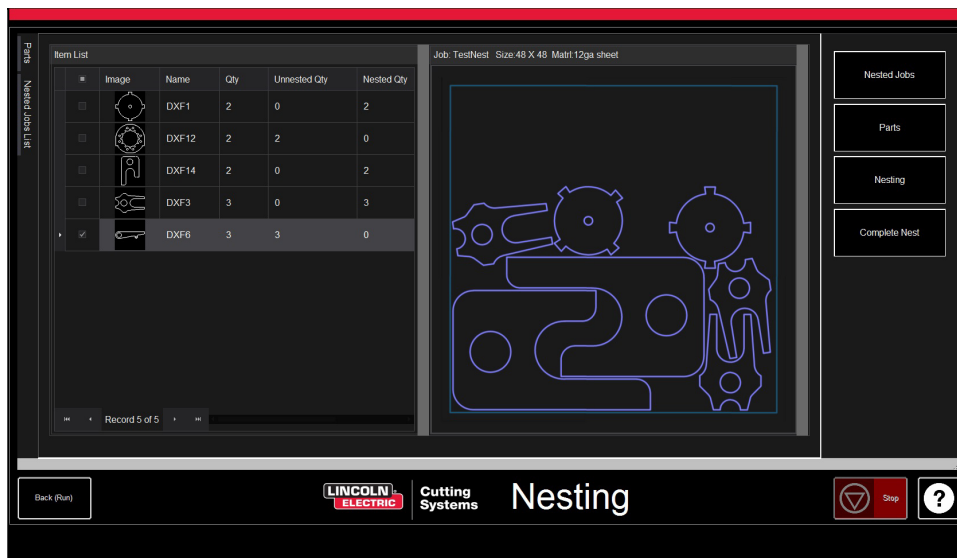 Parts
Nested Jobs List
Item List
Image Name Qty Unnested Qty Nested Qty
DXF1 2 0 2
DXF12 2 2 0
DXF14 2 0 2
DXF3 3 0 3
DXF6 3 3 0
Record 5 of 5
Job: TestNest Size:48 X 48 Matrl:12ga sheet
Nested Jobs
Parts
Nesting
Complete Nest
Back (Run)
LINCOLN ELECTRIC
Cutting Systems
Nesting
Stop
?